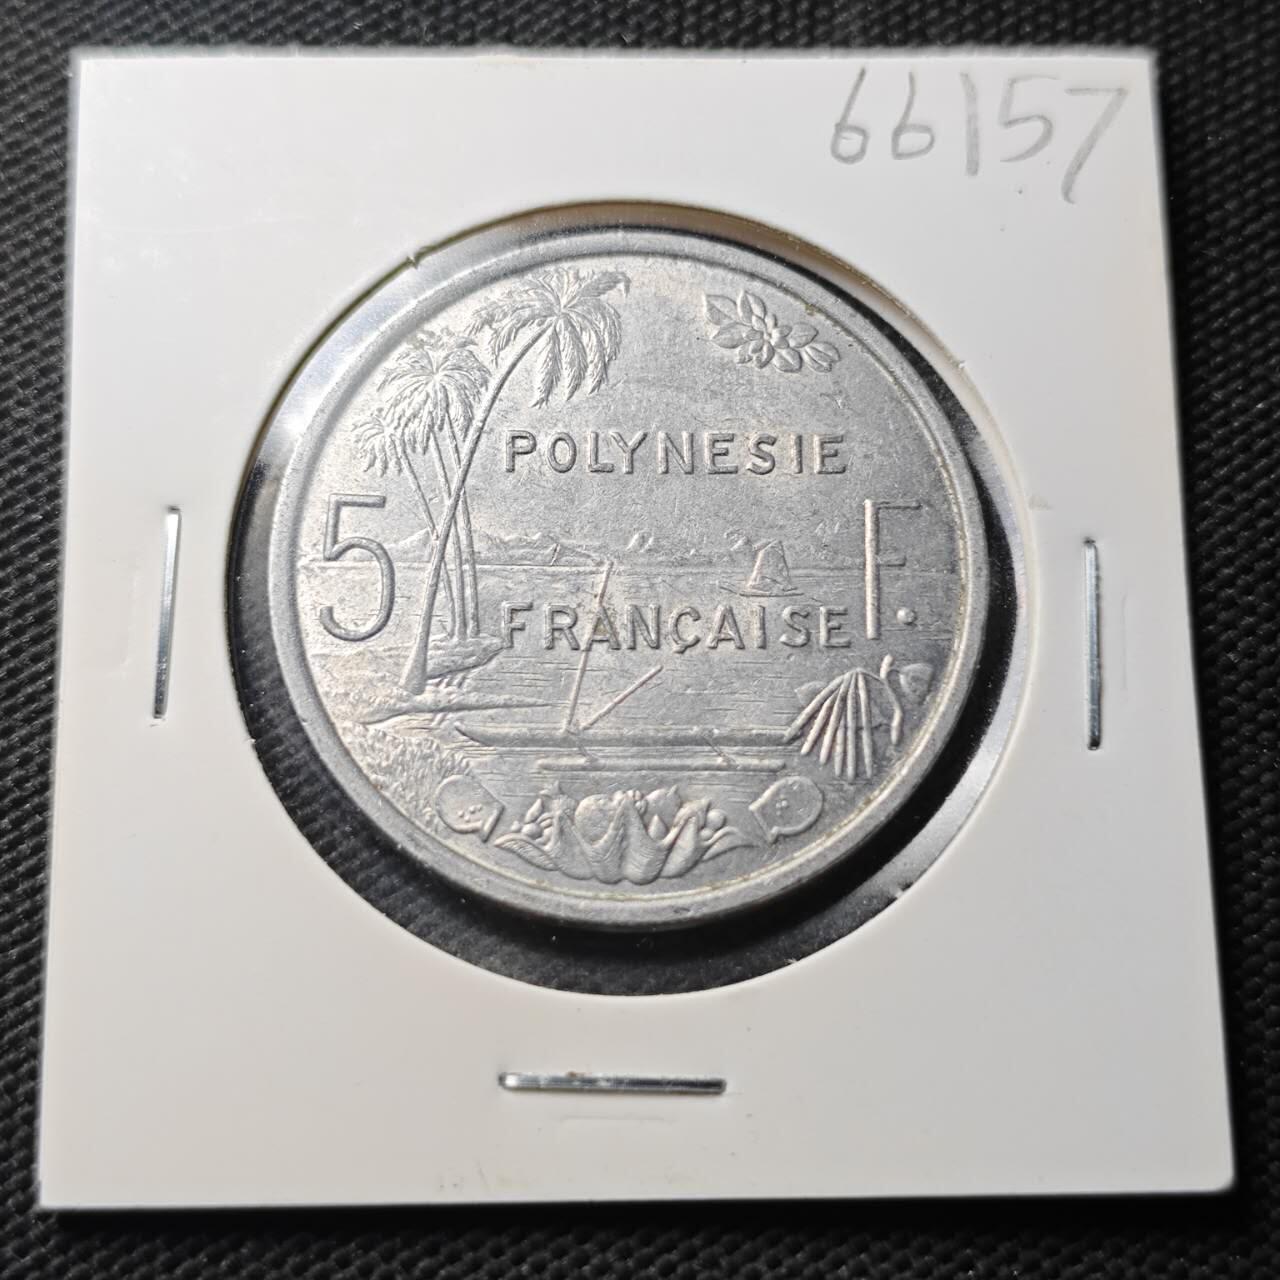 66157
POLYNESIE
5 F.
FRANÇAISE